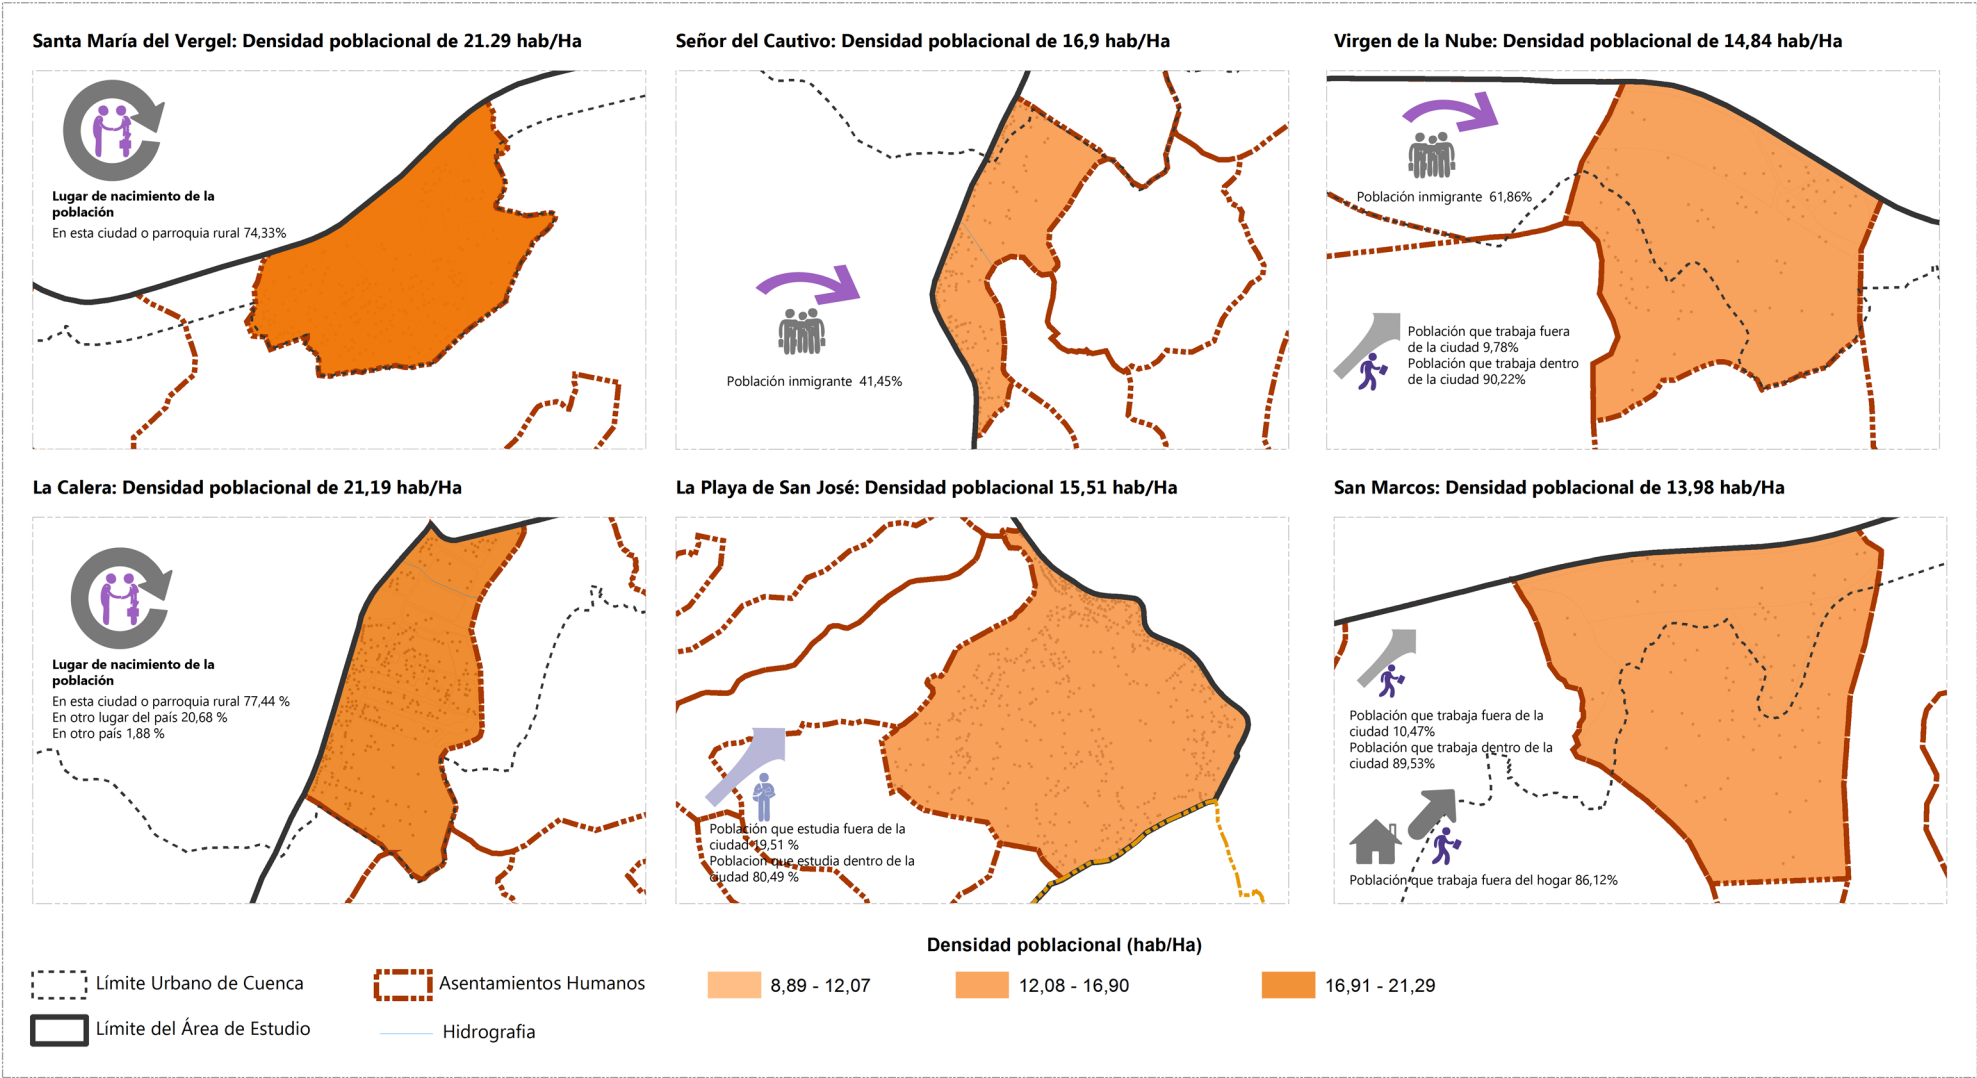 Santa María del Vergel: Densidad poblacional de 21.29 hab/Ha
Lugar de nacimiento de la
población
En esta ciudad o parroquia rural 74,33%
Señor del Cautivo: Densidad poblacional de 16,9 hab/Ha
Población inmigrante 41,45%
Virgen de la Nube: Densidad poblacional de 14,84 hab/Ha
Población inmigrante 61,86%
Población que trabaja fuera
de la ciudad 9,78%
Población que trabaja dentro
de la ciudad 90,22%
La Calera: Densidad poblacional de 21,19 hab/Ha
Lugar de nacimiento de la
población
En esta ciudad o parroquia rural 77,44 %
En otro lugar del país 20,68 %
En otro país 1,88 %
La Playa de San José: Densidad poblacional 15,51 hab/Ha
Población que estudia fuera de la
ciudad 19,51 %
Población que estudia dentro de la
ciudad 80,49 %
San Marcos: Densidad poblacional de 13,98 hab/Ha
Población que trabaja fuera de la
ciudad 10,47%
Población que trabaja dentro de la
ciudad 89,53%
Población que trabaja fuera del hogar 86,12%
Densidad poblacional (hab/Ha)
Límite Urbano de Cuenca
Asentamientos Humanos
8,89 - 12,07
12,08 - 16,90
16,91 - 21,29
Límite del Área de Estudio
Hidrografia